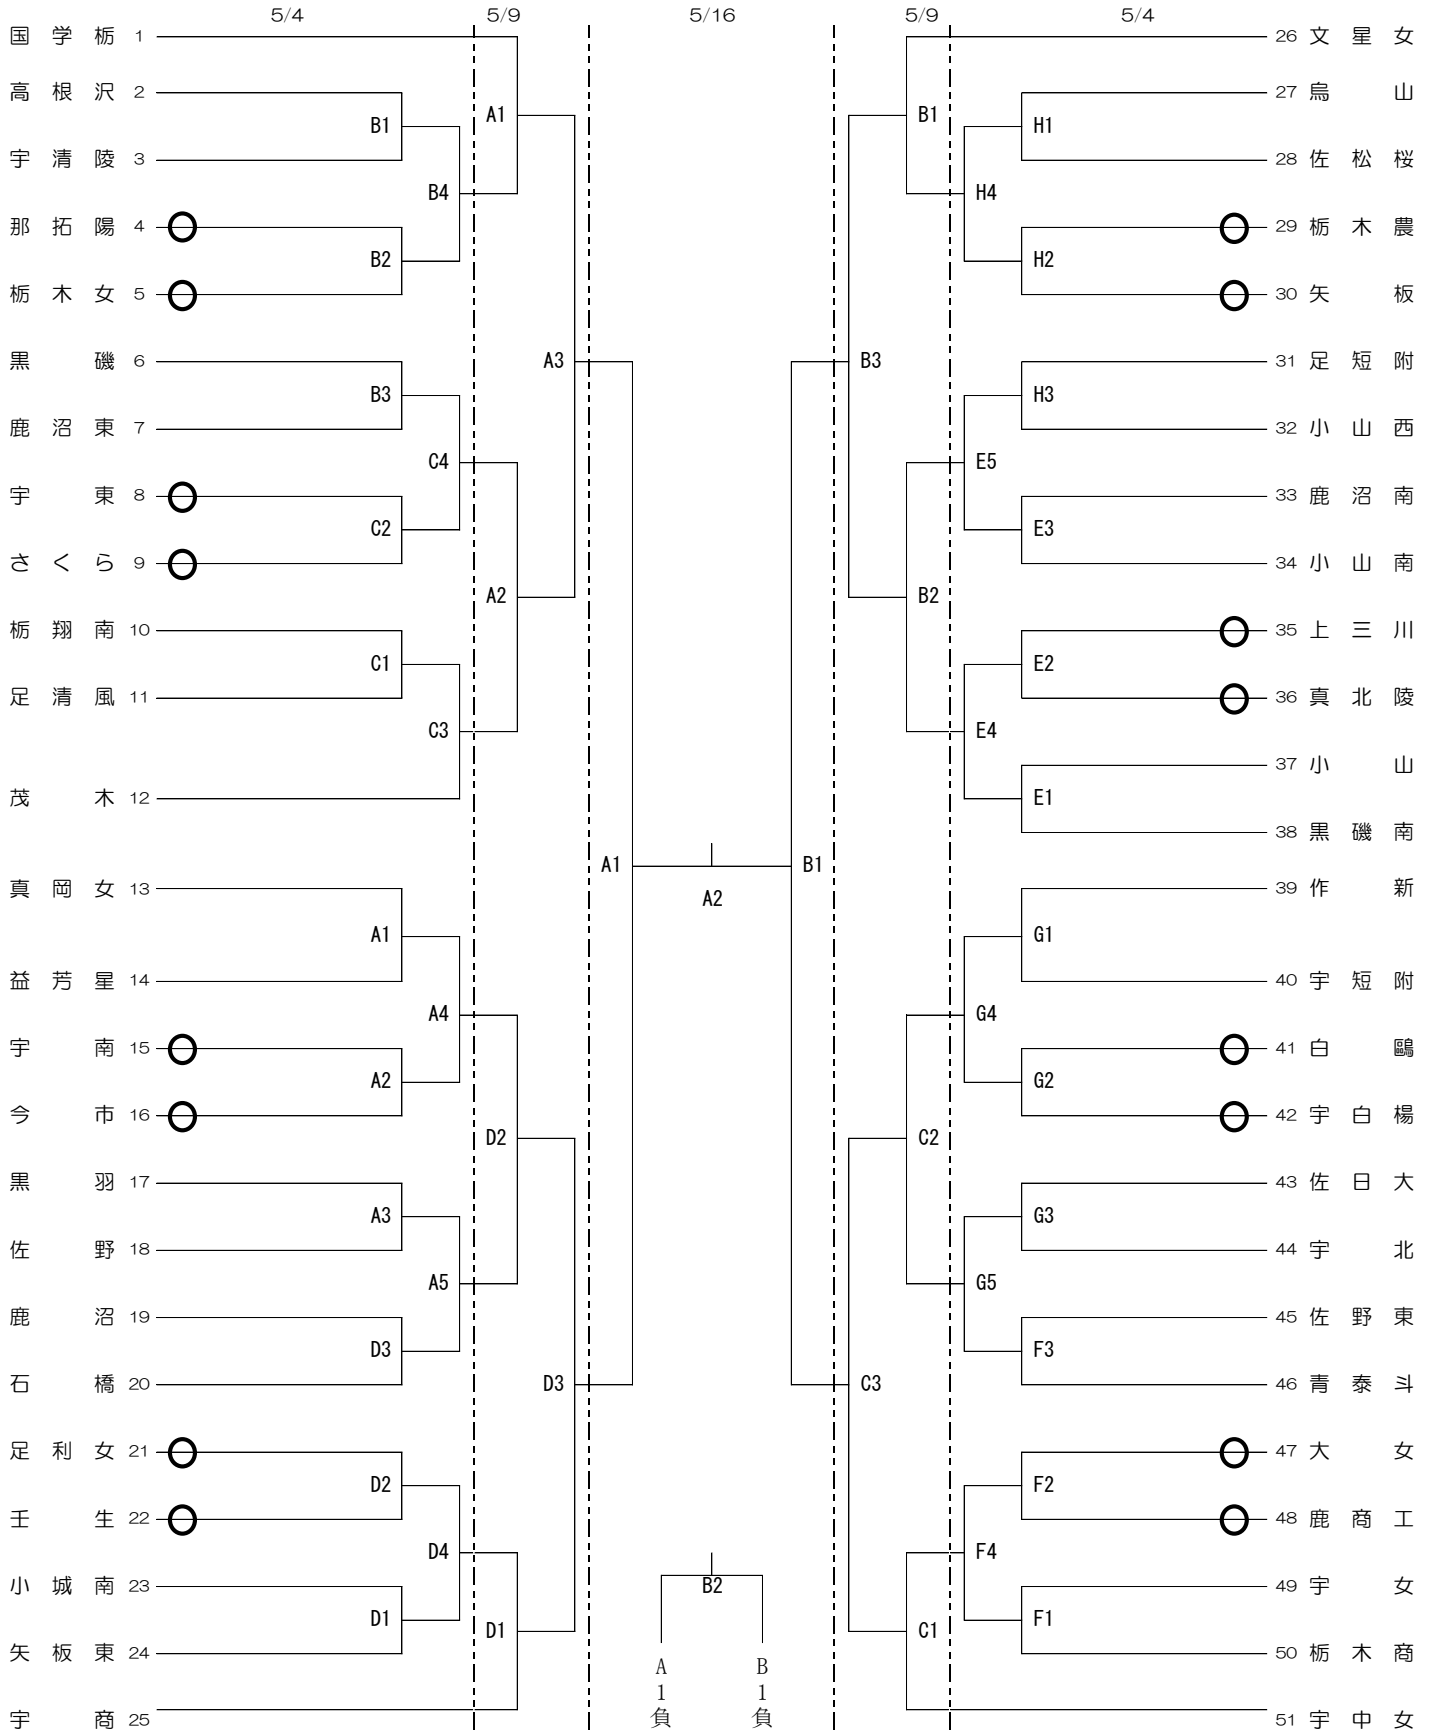 5/4 5/9 5/16 5/9 5/4
国学栃 1
26 文星女
高根沢 2
27 烏山
A1
B1
B1
H1
宇清陵 3
28 佐松桜
B4
H4
那拓陽 4
29 栃木農
B2
H2
栃木女 5
30 矢板
黒磯 6
A3
B3
31 足短附
B3
H3
鹿沼東 7
32 小山西
C4
E5
宇東 8
33 鹿沼南
C2
E3
さくら 9
34 小山南
A2
B2
栃翔南 10
35 上三川
C1
E2
足清風 11
36 真北陵
C3
E4
37 小山
茂木 12
E1
38 黒磯南
A1
B1
真岡女 13
A2
39 作新
A1
G1
益芳星 14
40 宇短附
A4
G4
宇南 15
41 白鷗
A2
G2
今市 16
42 宇白楊
D2
C2
黒羽 17
43 佐日大
A3
G3
佐野 18
44 宇北
A5
G5
鹿沼 19
45 佐野東
D3
F3
石橋 20
D3
C3
46 青泰斗
足利女 21
47 大女
D2
F2
壬生 22
48 鹿商工
D4
F4
小城南 23
B2
49 宇女
D1
F1
D1
C1
矢板東 24
50 栃木商
A1負
B1負
宇商 25
51 宇中女